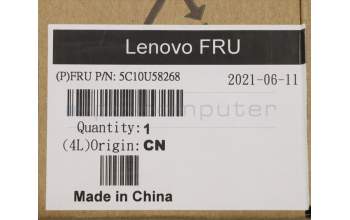 Lenovo FRU
(P)FRU P/N: 5C10U58268 2021-06-11
Quantity: 1
(4L)Origin: CN
Made in China